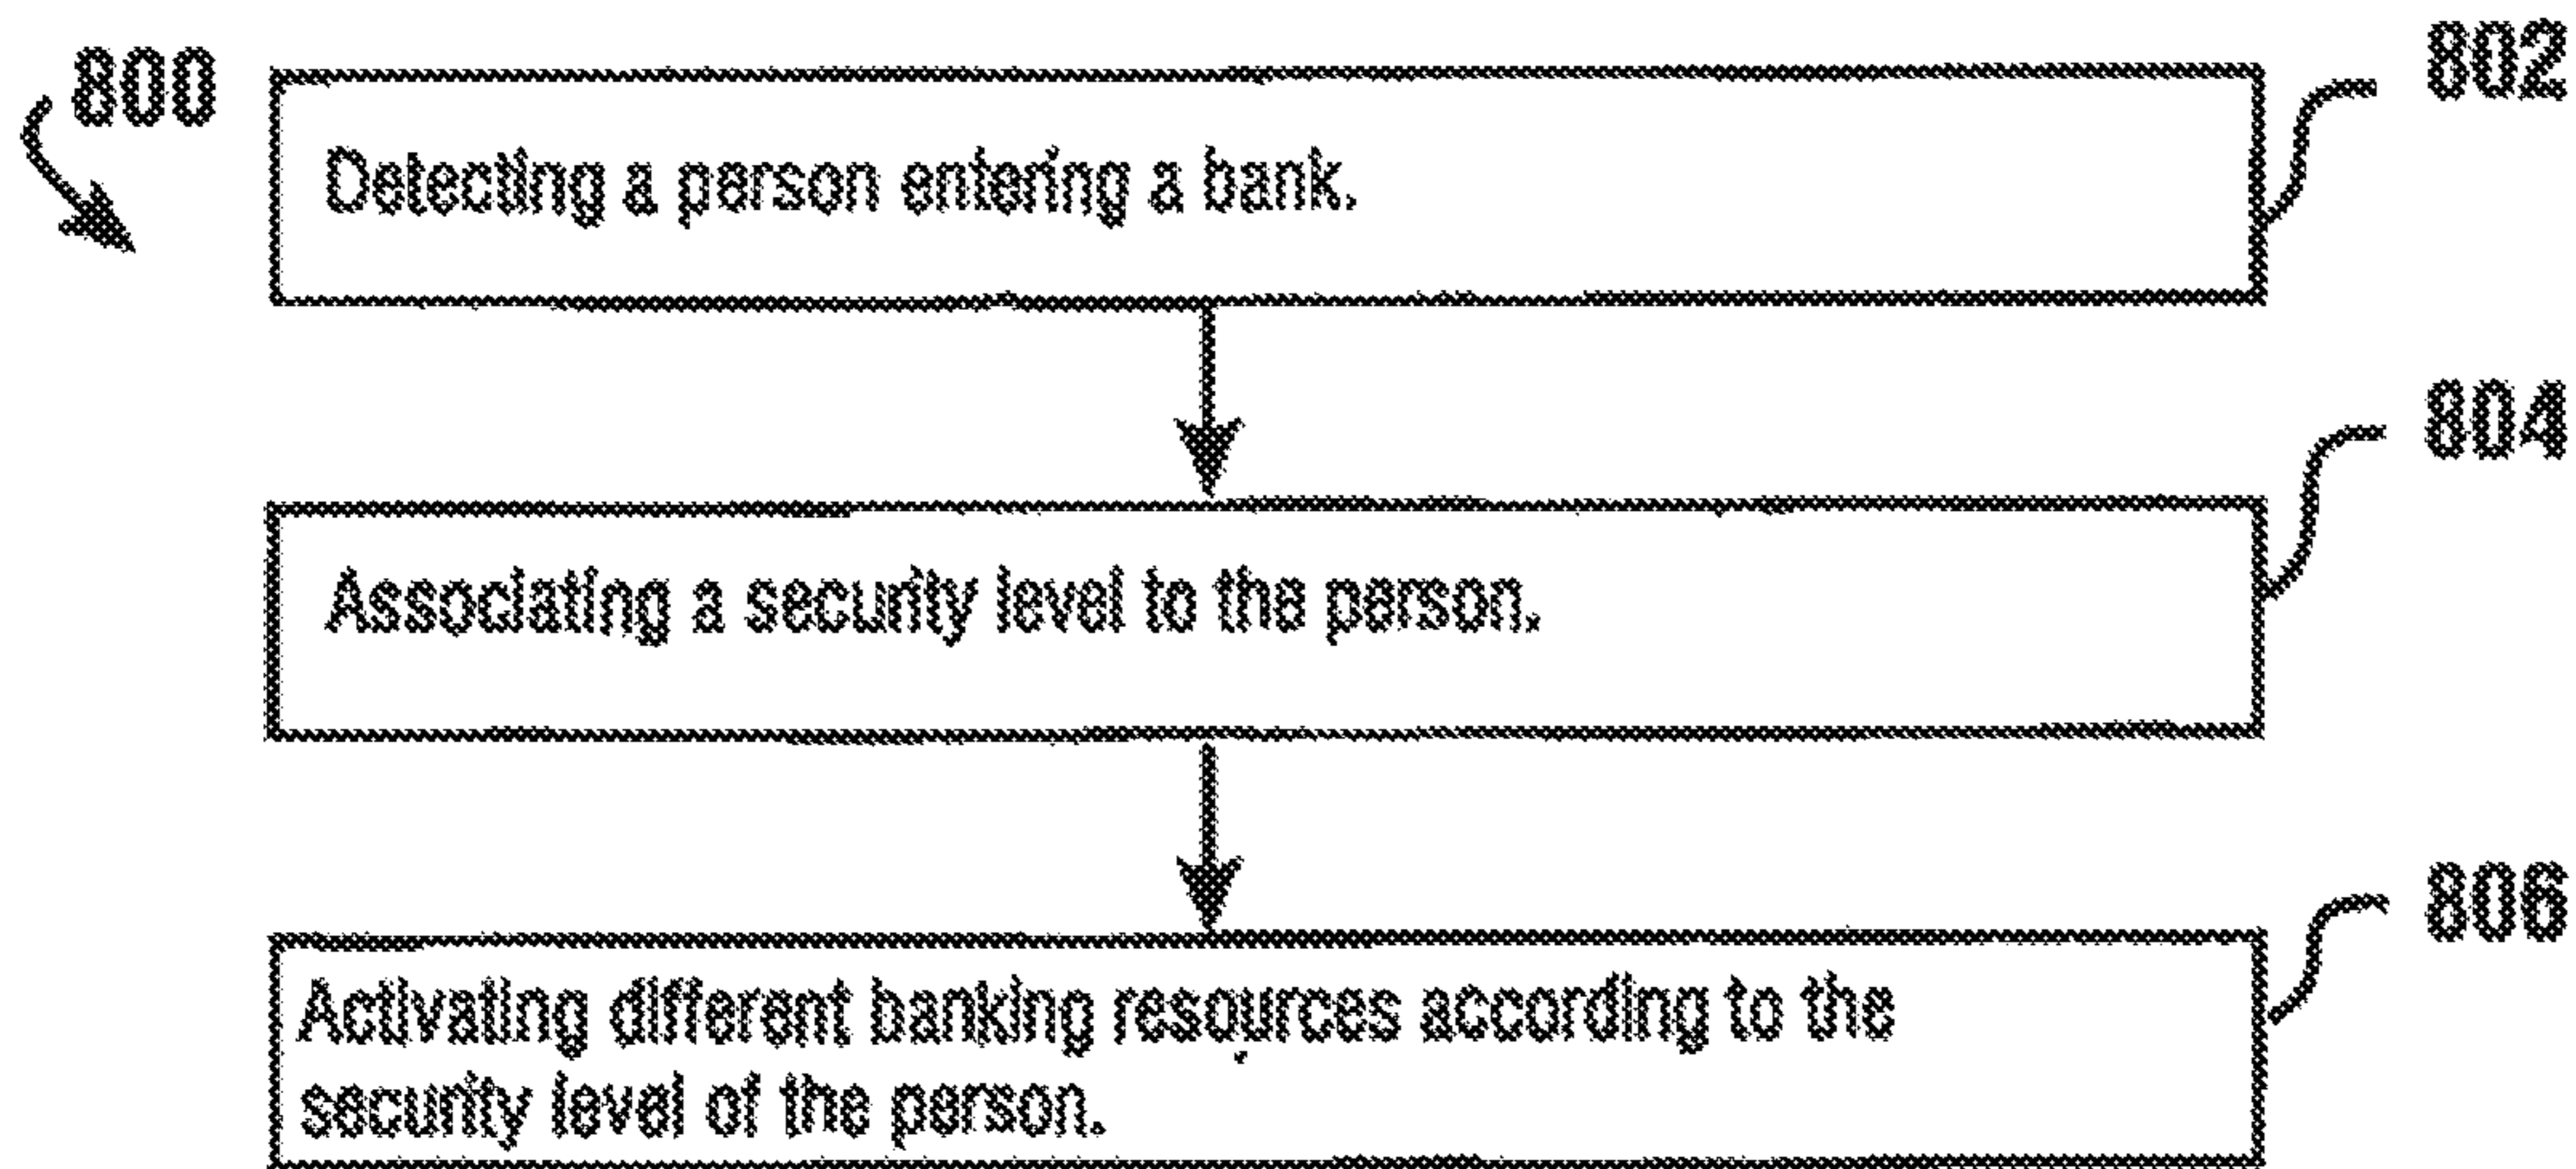 800
802
Detecting a person entering a bank.
804
Associating a security level to the person.
806
Activating different banking resources according to the
security level of the person.